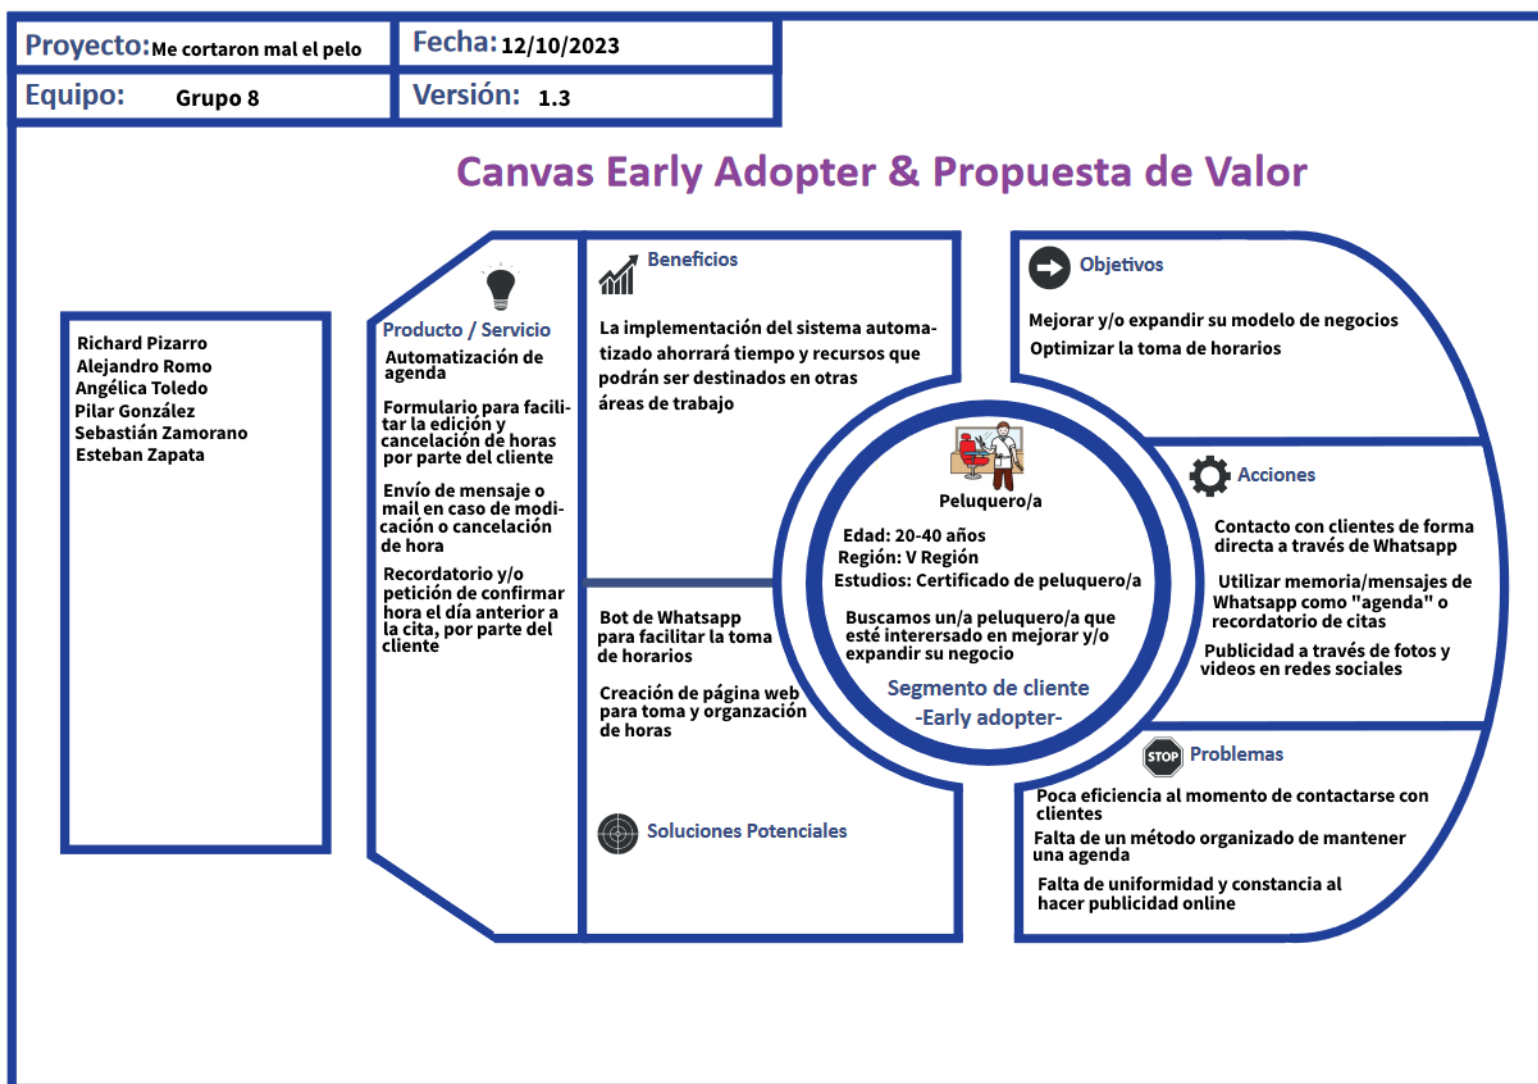 Proyecto: Me cortaron mal el pelo
Fecha: 12/10/2023
Equipo: Grupo 8
Versión: 1.3
Canvas Early Adopter & Propuesta de Valor
Richard Pizarro
Alejandro Romo
Angélica Toledo
Pilar González
Sebastián Zamorano
Esteban Zapata
Producto / Servicio
Automatización de
agenda
Formulario para facili-
tar la edición y
cancelación de horas
por parte del cliente
Envío de mensaje o
mail en caso de modi-
cación o cancelación
de hora
Recordatorio y/o
petición de confirmar
hora el día anterior a
la cita, por parte del
cliente
Beneficios
La implementación del sistema automa-
tizado ahorrará tiempo y recursos que
podrán ser destinados en otras
áreas de trabajo
Bot de Whatsapp
para facilitar la toma
de horarios
Creación de página web
para toma y organzación
de horas
Soluciones Potenciales
Peluquero/a
Edad: 20-40 años
Región: V Región
Estudios: Certificado de peluquero/a
Buscamos un/a peluquero/a que
esté interersado en mejorar y/o
expandir su negocio
Segmento de cliente
-Early adopter-
Objetivos
Mejorar y/o expandir su modelo de negocios
Optimizar la toma de horarios
Acciones
Contacto con clientes de forma
directa a través de Whatsapp
Utilizar memoria/mensajes de
Whatsapp como "agenda" o
recordatorio de citas
Publicidad a través de fotos y
videos en redes sociales
STOP
Problemas
Poca eficiencia al momento de contactarse con
clientes
Falta de un método organizado de mantener
una agenda
Falta de uniformidad y constancia al
hacer publicidad online